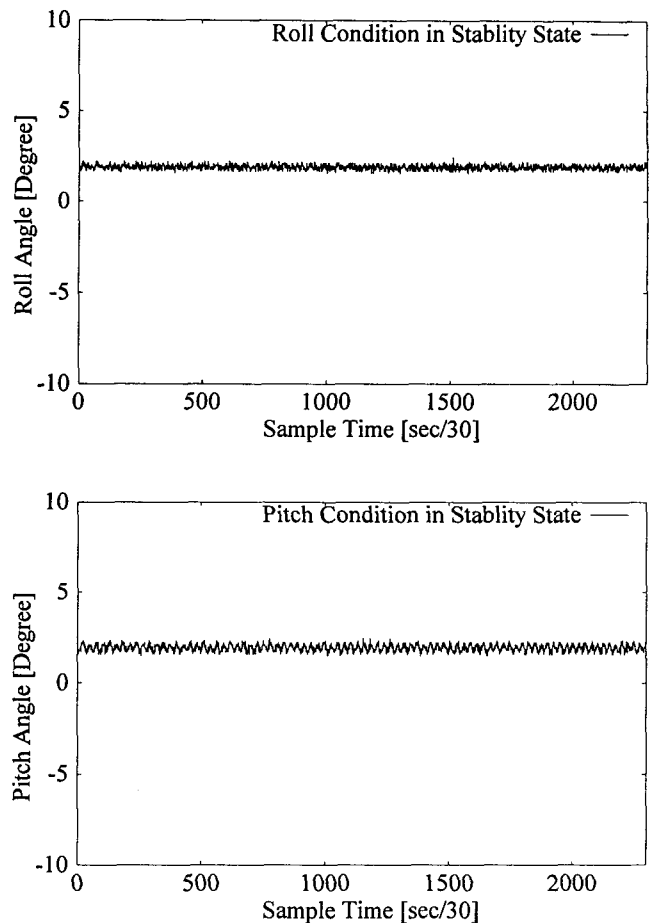 Roll Condition in Stablity State
10
5
0
-5
-10
Roll Angle [Degree]
0 500 1000 1500 2000
Sample Time [sec/30]
Pitch Condition in Stablity State
10
5
0
-5
-10
Pitch Angle [Degree]
0 500 1000 1500 2000
Sample Time [sec/30]